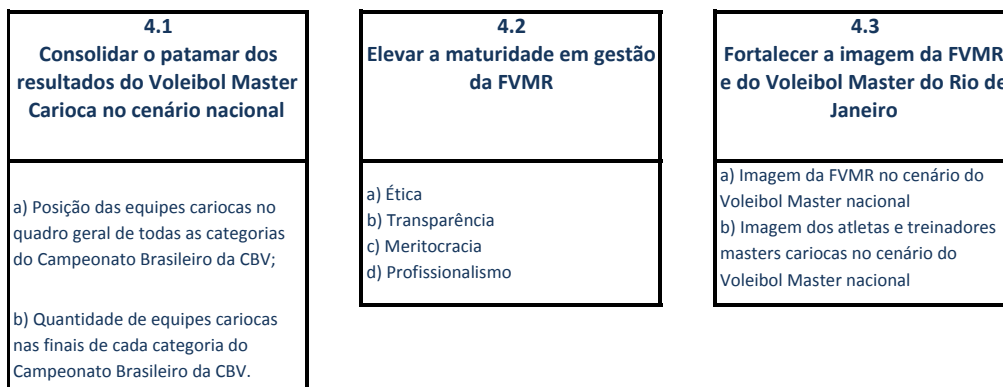 4.1
Consolidar o patamar dos
resultados do Voleibol Master
Carioca no cenário nacional
a) Posição das equipes cariocas no
quadro geral de todas as categorias
do Campeonato Brasileiro da CBV;
b) Quantidade de equipes cariocas
nas finais de cada categoria do
Campeonato Brasileiro da CBV.
4.2
Elevar a maturidade em gestão
da FVMR
a) Ética
b) Transparência
c) Meritocracia
d) Profissionalismo
4.3
Fortalecer a imagem da FVMR
e do Voleibol Master do Rio de
Janeiro
a) Imagem da FVMR no cenário do
Voleibol Master nacional
b) Imagem dos atletas e treinadores
masters cariocas no cenário do
Voleibol Master nacional